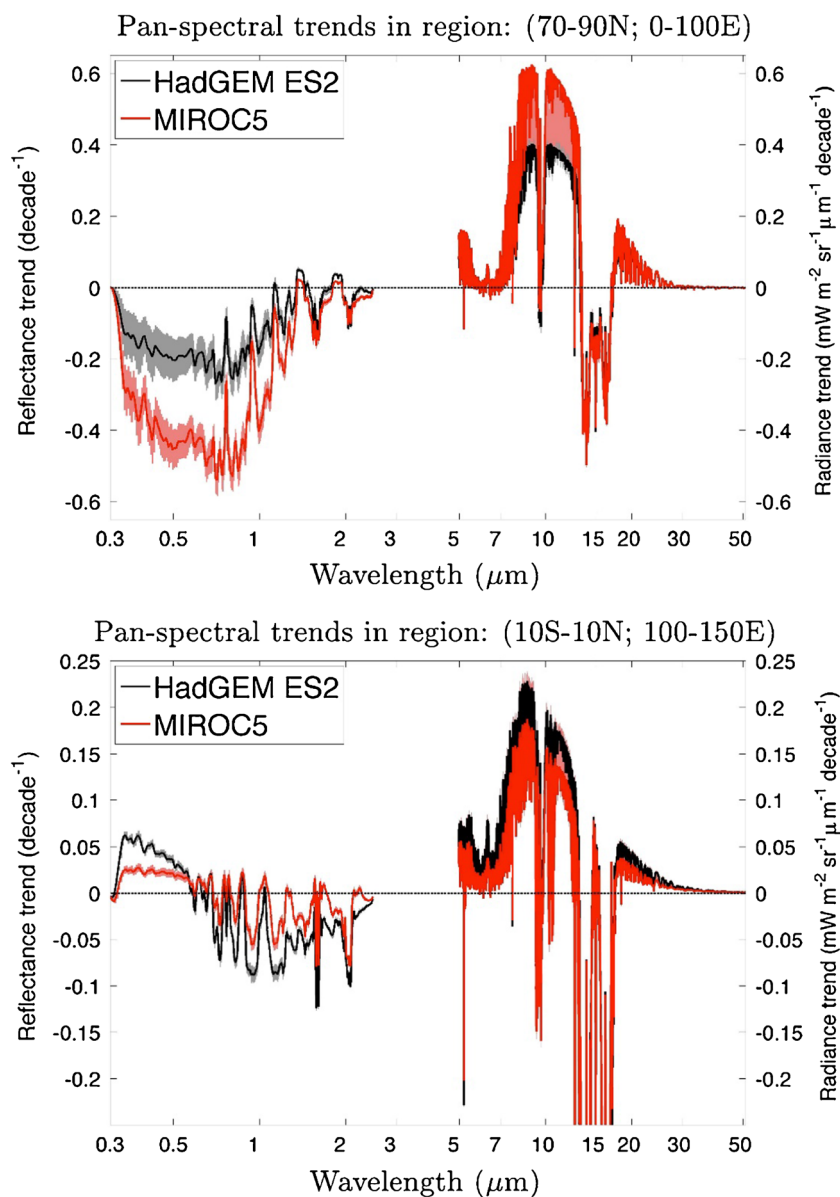 Pan-spectral trends in region: (70-90N; 0-100E)
HadGEM ES2
MIROC5
Reflectance trend (decade⁻¹)
0.6
0.4
0.2
0
-0.2
-0.4
-0.6
0.6
0.4
0.2
0
-0.2
-0.4
-0.6
Radiance trend (mW m⁻² sr⁻¹μm⁻¹ decade⁻¹)
0.3 0.5 1 2 3 5 7 10 15 20 30 50
Wavelength (μm)
Pan-spectral trends in region: (10S-10N; 100-150E)
HadGEM ES2
MIROC5
Reflectance trend (decade⁻¹)
0.25
0.2
0.15
0.1
0.05
0
-0.05
-0.1
-0.15
-0.2
0.25
0.2
0.15
0.1
0.05
0
-0.05
-0.1
-0.15
-0.2
Radiance trend (mW m⁻² sr⁻¹μm⁻¹ decade⁻¹)
0.3 0.5 1 2 3 5 7 10 15 20 30 50
Wavelength (μm)